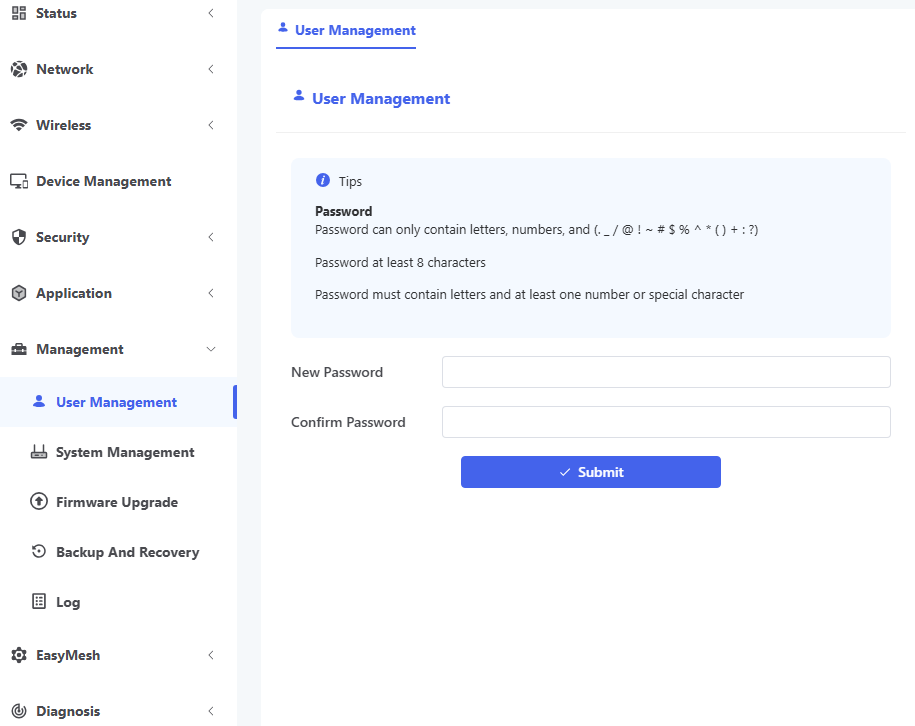 Status
Network
Wireless
Device Management
Security
Application
Management
User Management
System Management
Firmware Upgrade
Backup And Recovery
Log
EasyMesh
Diagnosis
User Management
User Management
Tips
Password
Password can only contain letters, numbers, and (. _ / @ ! ~ # $ % ^ * ( ) + : ?)
Password at least 8 characters
Password must contain letters and at least one number or special character
New Password
Confirm Password
Submit